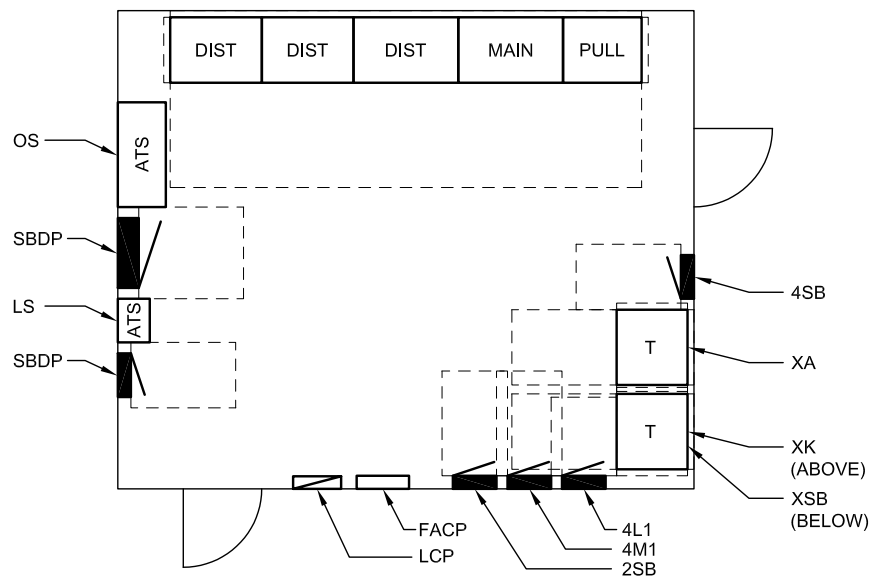 DIST DIST DIST MAIN PULL
OS
ATS
SBDP
LS
ATS
SBDP
4SB
T
XA
T
XK
(ABOVE)
XSB
(BELOW)
FACP
LCP
4L1
4M1
2SB